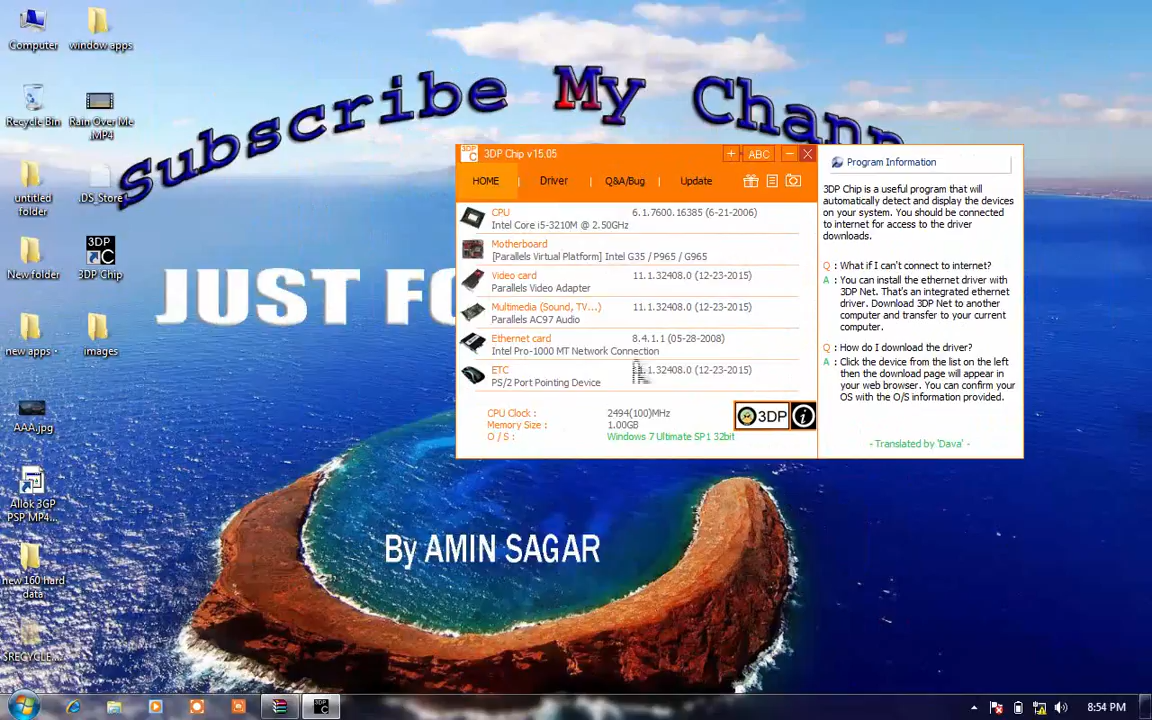 Computer
window apps
Recycle Bin
Rain Over Me
.MP4
untitled
folder
.DS_Store
New folder
3DP
C
3DP Chip
new apps
images
AAA.jpg
Allok 3GP
PSP MP4...
new 160 hard
data
Subscribe My Chann
JUST FO
By AMIN SAGAR
3DP
C
3DP Chip v15.05
+
ABC
HOME
Driver
Q&A/Bug
Update
CPU
6.1.7600.16385 (6-21-2006)
Intel Core i5-3210M @ 2.50GHz
Motherboard
[Parallels Virtual Platform] Intel G35 / P965 / G965
Video card
11.1.32408.0 (12-23-2015)
Parallels Video Adapter
Multimedia (Sound, TV...)
11.1.32408.0 (12-23-2015)
Parallels AC97 Audio
Ethernet card
8.4.1.1 (05-28-2008)
Intel Pro-1000 MT Network Connection
ETC
11.1.32408.0 (12-23-2015)
PS/2 Port Pointing Device
CPU Clock :
2494(100)MHz
Memory Size :
1.00GB
O / S :
Windows 7 Ultimate SP1 32bit
3DP
i
Program Information
3DP Chip is a useful program that will
automatically detect and display the devices
on your system. You should be connected
to internet for access to the driver
downloads.
Q : What if I can't connect to internet?
A : You can install the ethernet driver with
3DP Net. That's an integrated ethernet
driver. Download 3DP Net to another
computer and transfer to your current
computer.
Q : How do I download the driver?
A : Click the device from the list on the left
then the download page will appear in
your web browser. You can confirm your
OS with the O/S information provided.
- Translated by 'Dava' -
8:54 PM